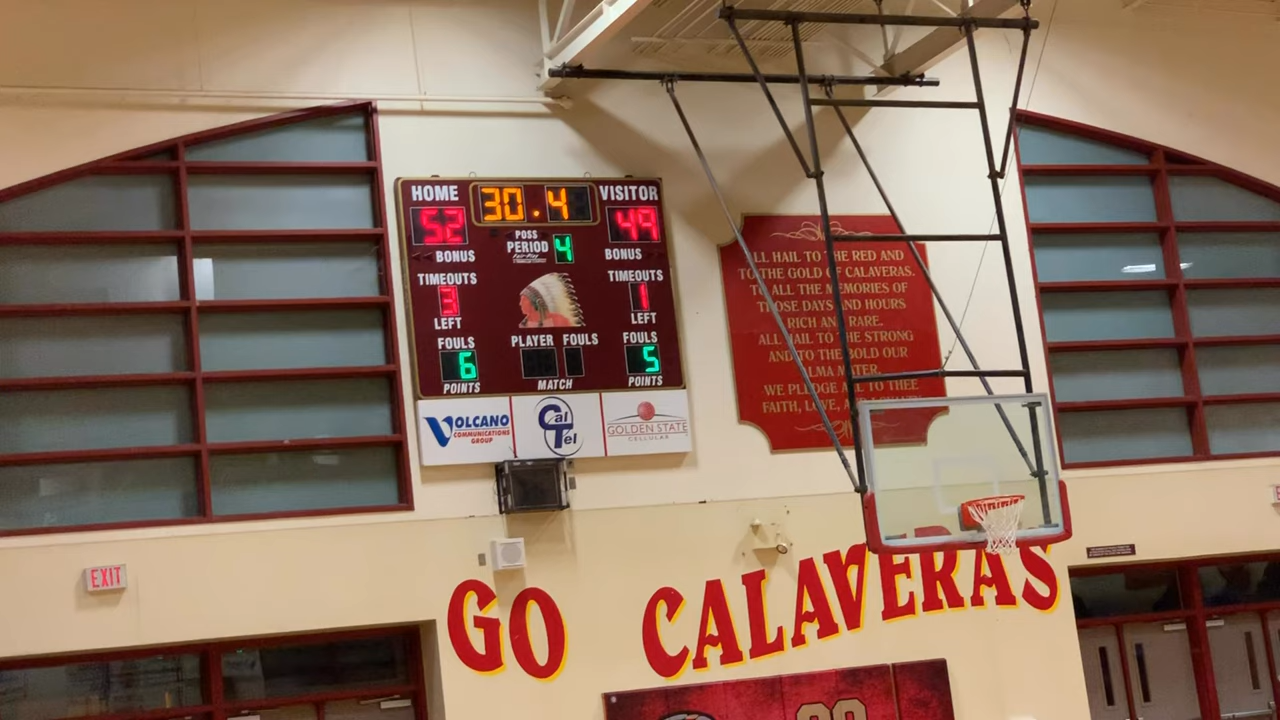 HOME 30.4 VISITOR
52 49
POSS
PERIOD 4
BONUS BONUS
TIMEOUTS TIMEOUTS
3 1
LEFT LEFT
FOULS PLAYER FOULS FOULS
6 5
POINTS MATCH POINTS
VOLCANO
COMMUNICATIONS
GROUP
Cal
Tel
GOLDEN STATE
CELLULAR
ALL HAIL TO THE RED AND
TO THE GOLD OF CALAVERAS.
TO ALL THE MEMORIES OF
THOSE DAYS AND HOURS
RICH AND RARE.
ALL HAIL TO THE STRONG
AND TO THE BOLD OUR
ALMA MATER.
WE PLEDGE ALL TO THEE
FAITH, LOVE, AND
EXIT
GO CALAVERAS